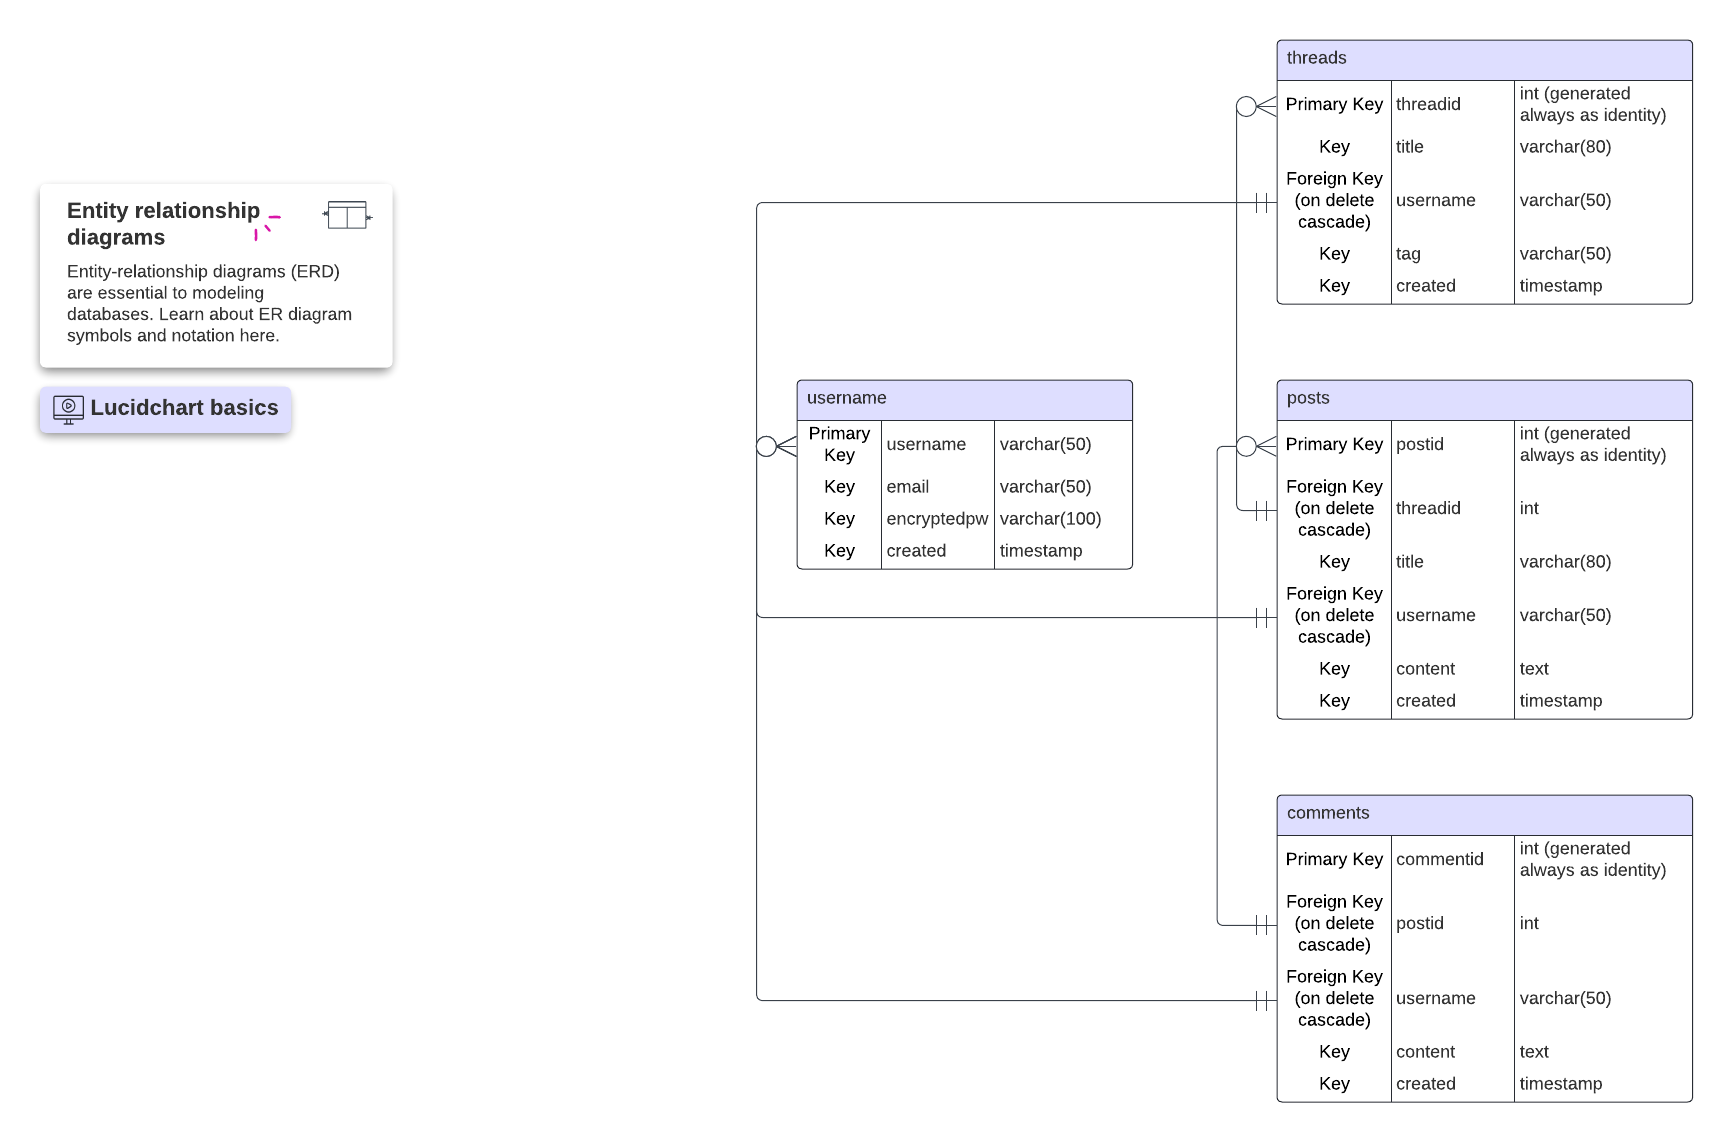 Entity relationship
diagrams
Entity-relationship diagrams (ERD)
are essential to modeling
databases. Learn about ER diagram
symbols and notation here.
Lucidchart basics
username
Primary
Key
username
varchar(50)
Key
email
varchar(50)
Key
encryptedpw
varchar(100)
Key
created
timestamp
threads
Primary Key
threadid
int (generated
always as identity)
Key
title
varchar(80)
Foreign Key
(on delete
cascade)
username
varchar(50)
Key
tag
varchar(50)
Key
created
timestamp
posts
Primary Key
postid
int (generated
always as identity)
Foreign Key
(on delete
cascade)
threadid
int
Key
title
varchar(80)
Foreign Key
(on delete
cascade)
username
varchar(50)
Key
content
text
Key
created
timestamp
comments
Primary Key
commentid
int (generated
always as identity)
Foreign Key
(on delete
cascade)
postid
int
Foreign Key
(on delete
cascade)
username
varchar(50)
Key
content
text
Key
created
timestamp